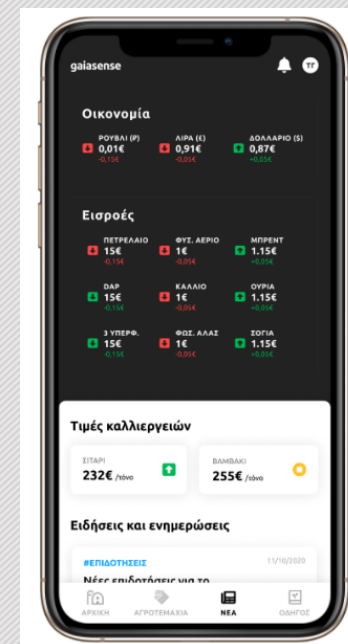 gaiasense
ΠΓ
Οικονομία
ΡΟΥΒΛΙ (₽) ΛΙΡΑ (£) ΔΟΛΛΑΡΙΟ ($)
0,01€ 0,91€ 0,87€
-0,15€ -0,05€ +0,05€
Εισροές
ΠΕΤΡΕΛΑΙΟ ΦΥΣ. ΑΕΡΙΟ ΜΠΡΕΝΤ
15€ 1€ 1.15€
-0,15€ -0,05€ +0,05€
DAP ΚΑΛΛΙΟ ΟΥΡΙΑ
15€ 1€ 1.15€
-0,15€ -0,05€ +0,05€
3 ΥΠΕΡΦ. ΦΩΣ. ΑΛΑΣ ΣΟΓΙΑ
15€ 1€ 1.15€
-0,15€ -0,05€ +0,05€
Τιμές καλλιεργειών
ΣΙΤΑΡΙ ΒΑΜΒΑΚΙ
232€ /τόνο 255€ /τόνο
Ειδήσεις και ενημερώσεις
#ΕΠΙΔΟΤΗΣΕΙΣ 11/10/2020
Νέες επιδοτήσεις για το
ΑΡΧΙΚΗ ΑΓΡΟΤΕΜΑΧΙΑ ΝΕΑ ΟΔΗΓΟΣ